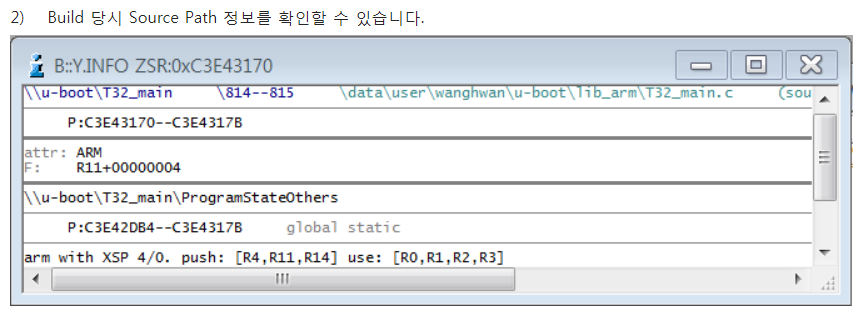 2) Build 당시 Source Path 정보를 확인할 수 있습니다.
B::Y.INFO ZSR:0xC3E43170
\\u-boot\T32_main \814--815 \data\user\wanghwan\u-boot\lib_arm\T32_main.c (sou
P:C3E43170--C3E4317B
attr: ARM
F: R11+00000004
\\u-boot\T32_main\ProgramStateOthers
P:C3E42DB4--C3E4317B global static
arm with XSP 4/0. push: [R4,R11,R14] use: [R0,R1,R2,R3]